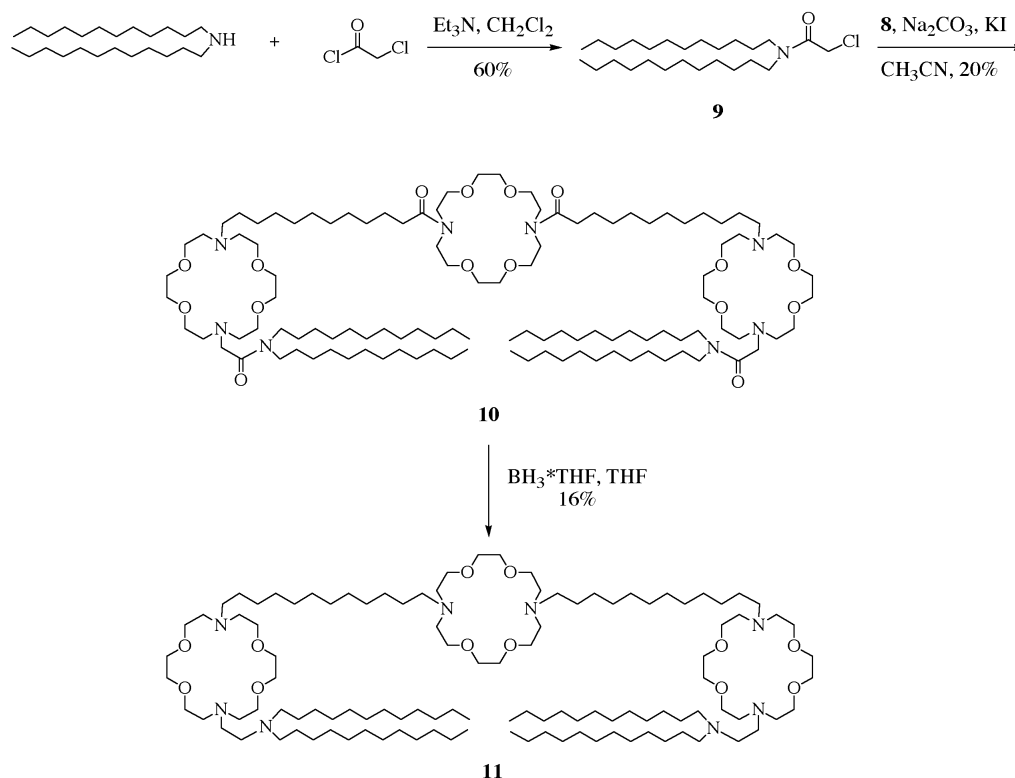 NH
+
O
Cl
Cl
Et3N, CH2Cl2
60%
N
O
Cl
9
8, Na2CO3, KI
CH3CN, 20%
O
N
O
O
N
O
O
O
N
O
O
O
O
N
N
O
O
N
O
O
O
O
N
N
O
10
BH3*THF, THF
16%
O
O
N
N
O
O
N
O
O
O
O
N
N
N
O
O
O
O
N
N
11